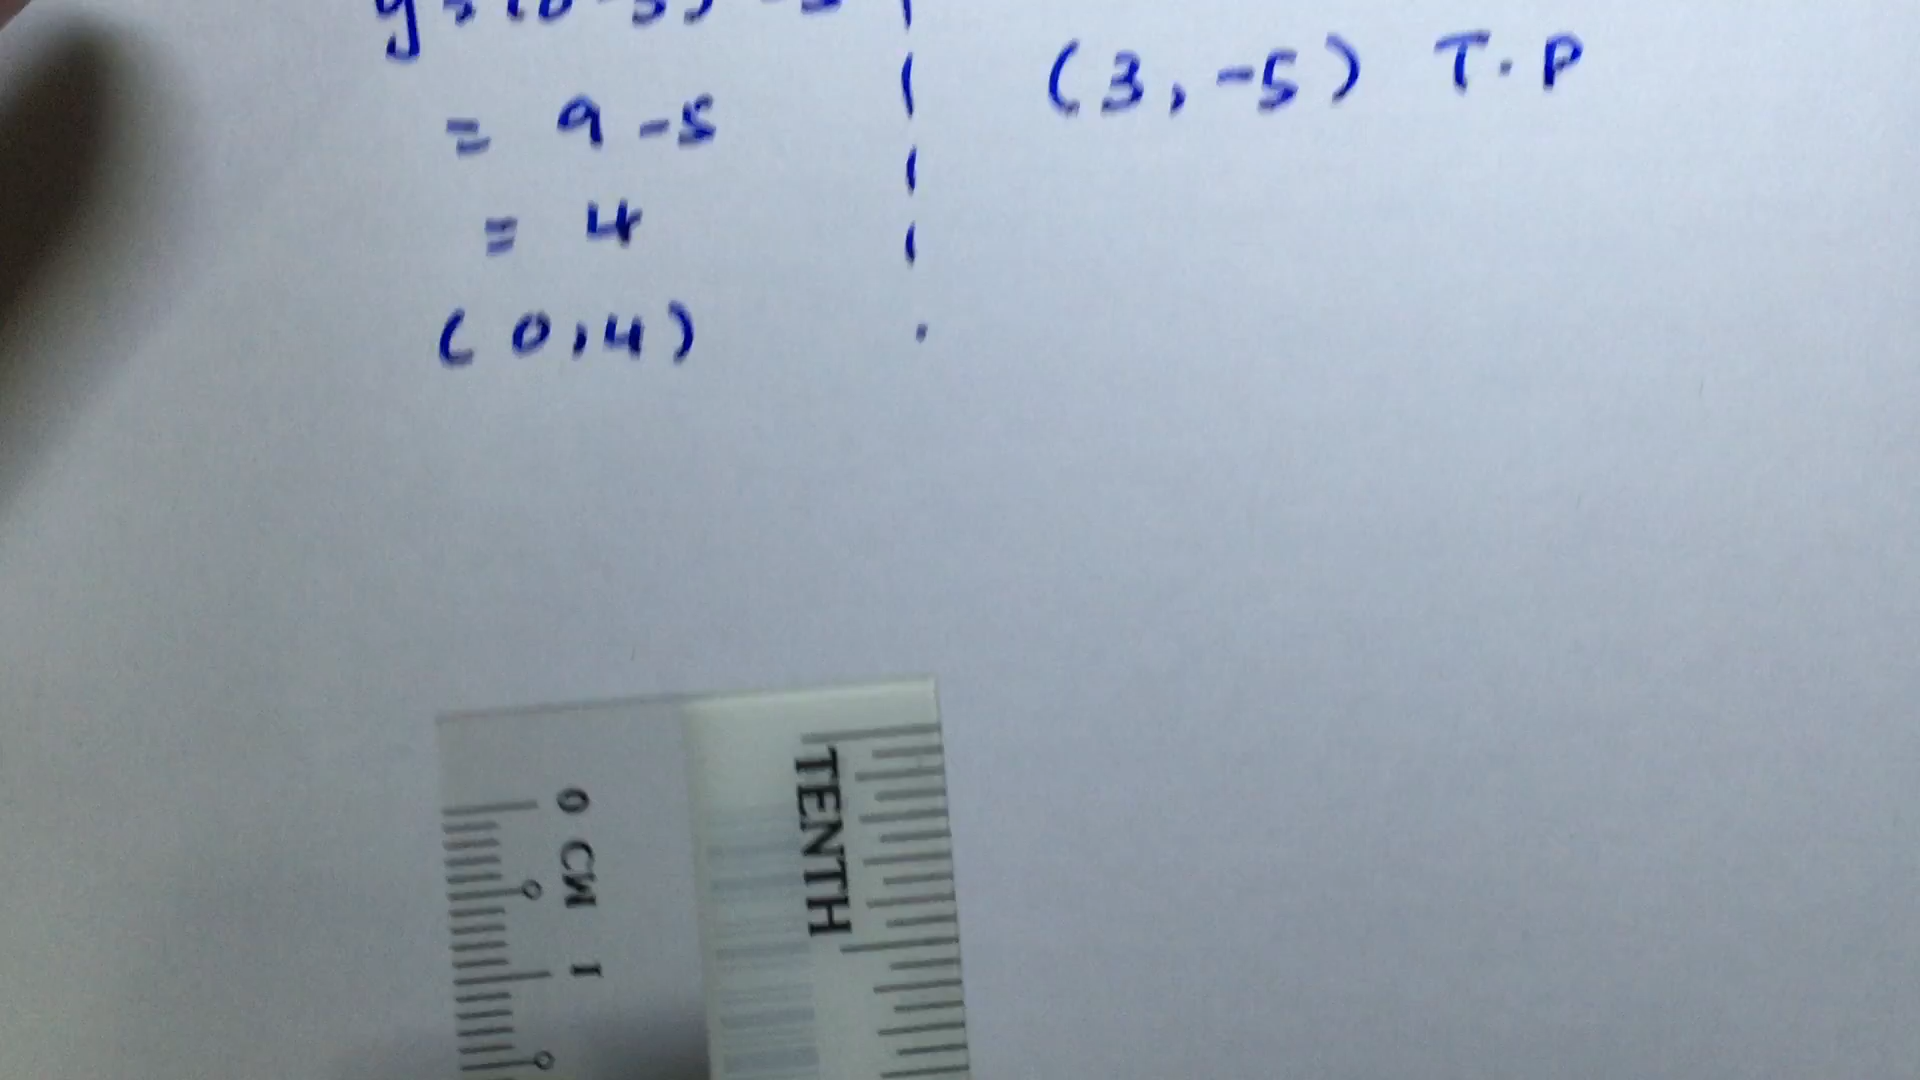 = 9 - 5
= 4
(0,4)
(3, -5) T.P
0 CM 1
TENTH